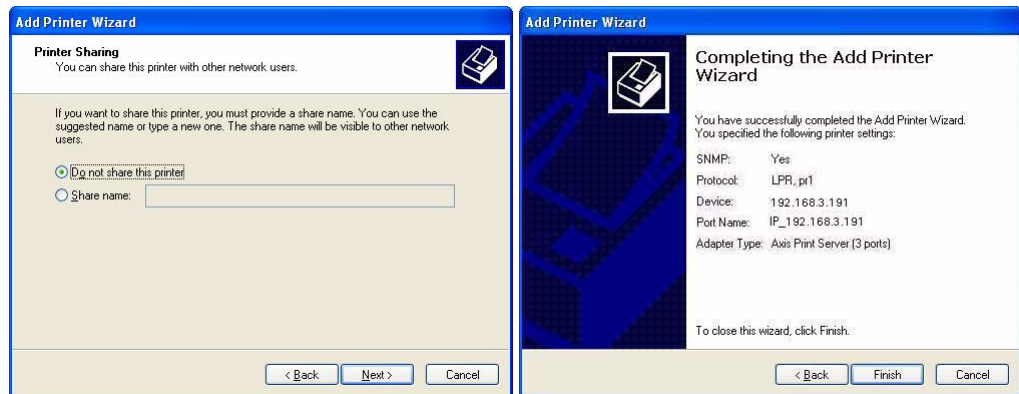 Add Printer Wizard
Printer Sharing
You can share this printer with other network users.
If you want to share this printer, you must provide a share name. You can use the
suggested name or type a new one. The share name will be visible to other network
users.
Do not share this printer
Share name:
< Back Next > Cancel
Add Printer Wizard
Completing the Add Printer
Wizard
You have successfully completed the Add Printer Wizard.
You specified the following printer settings:
SNMP: Yes
Protocol: LPR, pr1
Device: 192.168.3.191
Port Name: IP_192.168.3.191
Adapter Type: Axis Print Server (3 ports)
To close this wizard, click Finish.
< Back Finish Cancel